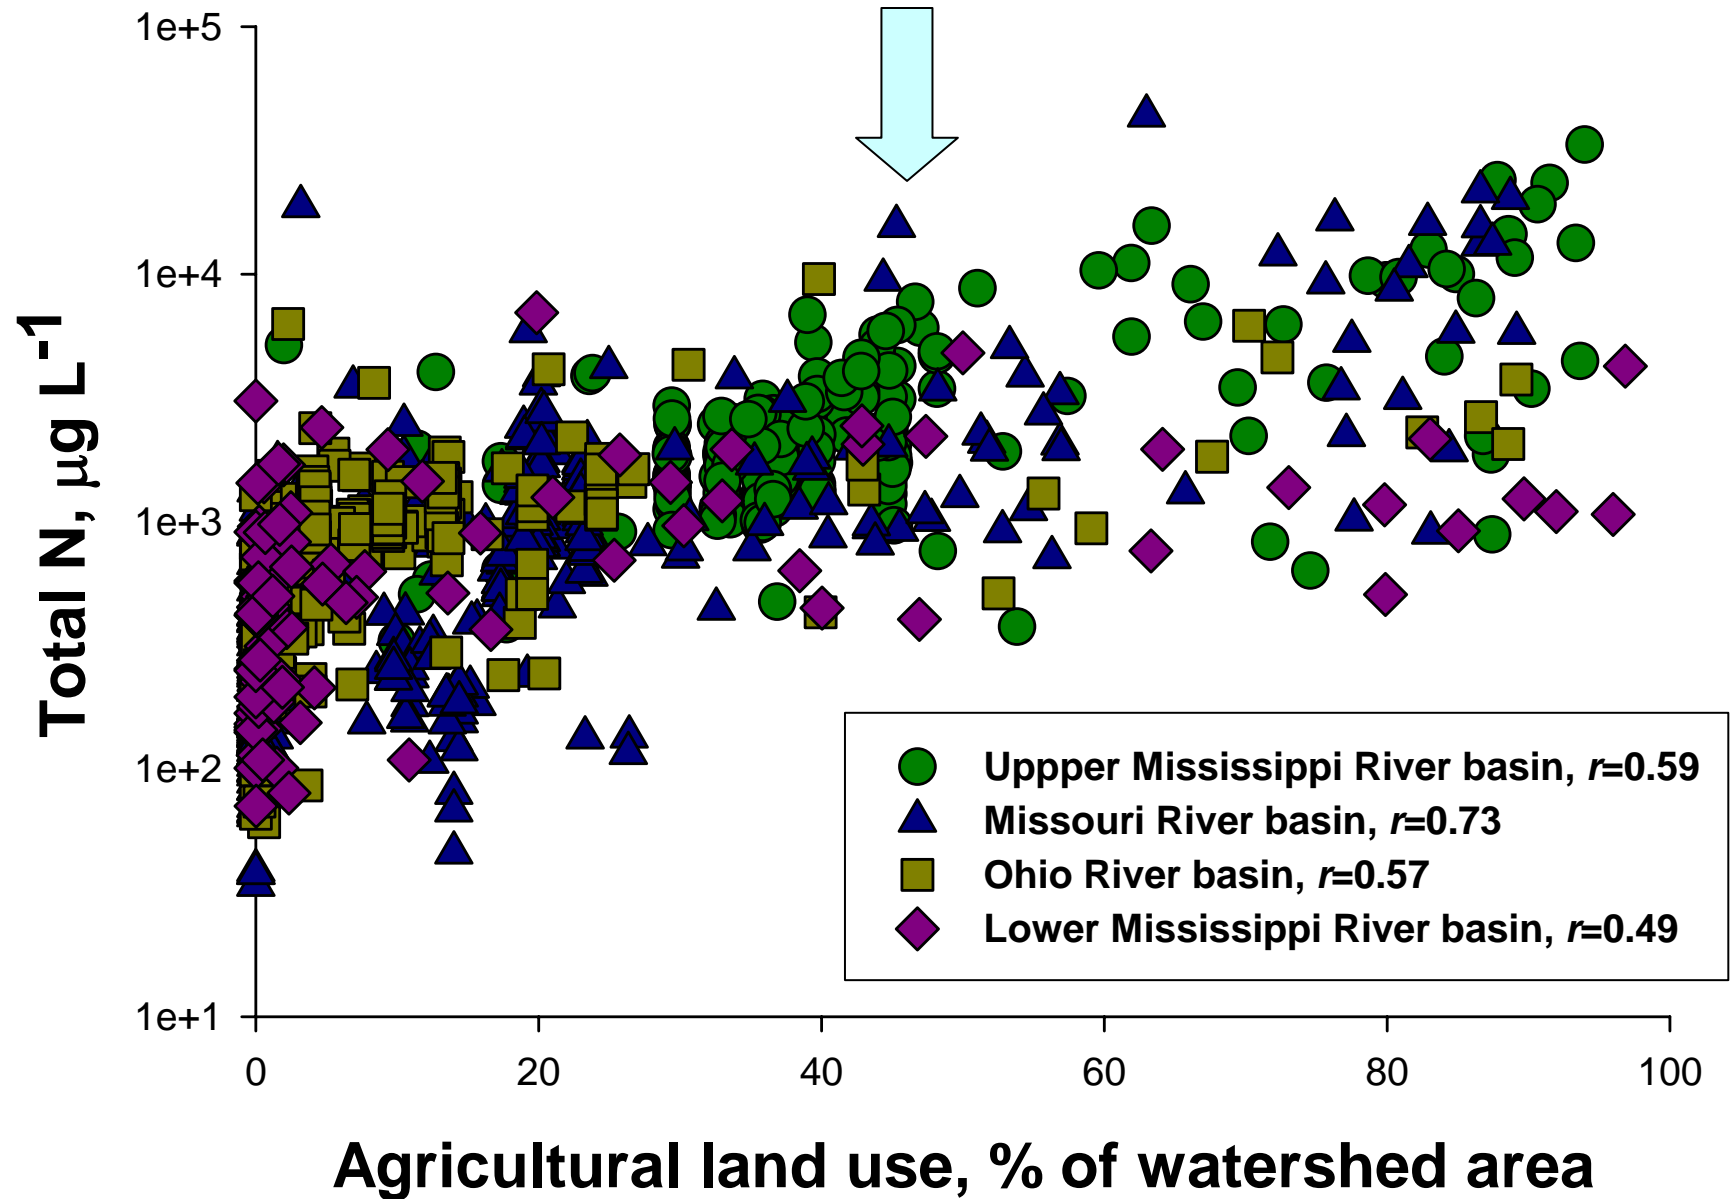 1e+5
1e+4
1e+3
1e+2
1e+1
Total N, μg L-1
Uppper Mississippi River basin, r=0.59
Missouri River basin, r=0.73
Ohio River basin, r=0.57
Lower Mississippi River basin, r=0.49
0 20 40 60 80 100
Agricultural land use, % of watershed area